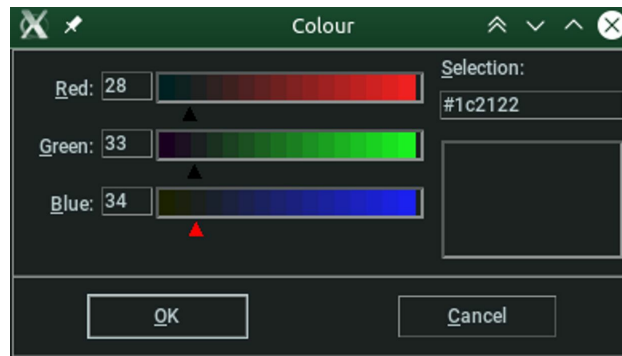 Colour
Red: 28
Selection:
#1c2122
Green: 33
Blue: 34
OK
Cancel